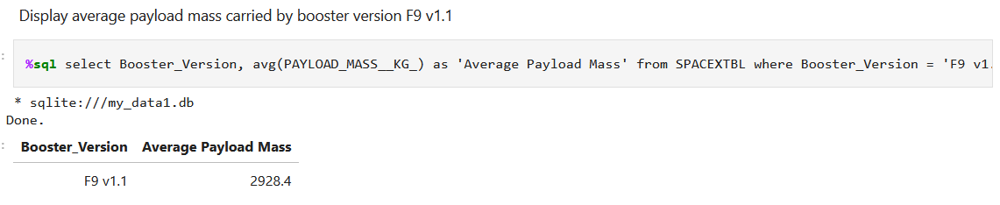 Display average payload mass carried by booster version F9 v1.1
%sql select Booster_Version, avg(PAYLOAD_MASS__KG_) as 'Average Payload Mass' from SPACEXTBL where Booster_Version = 'F9 v1.
* sqlite:///my_data1.db
Done.
Booster_Version Average Payload Mass
F9 v1.1 2928.4